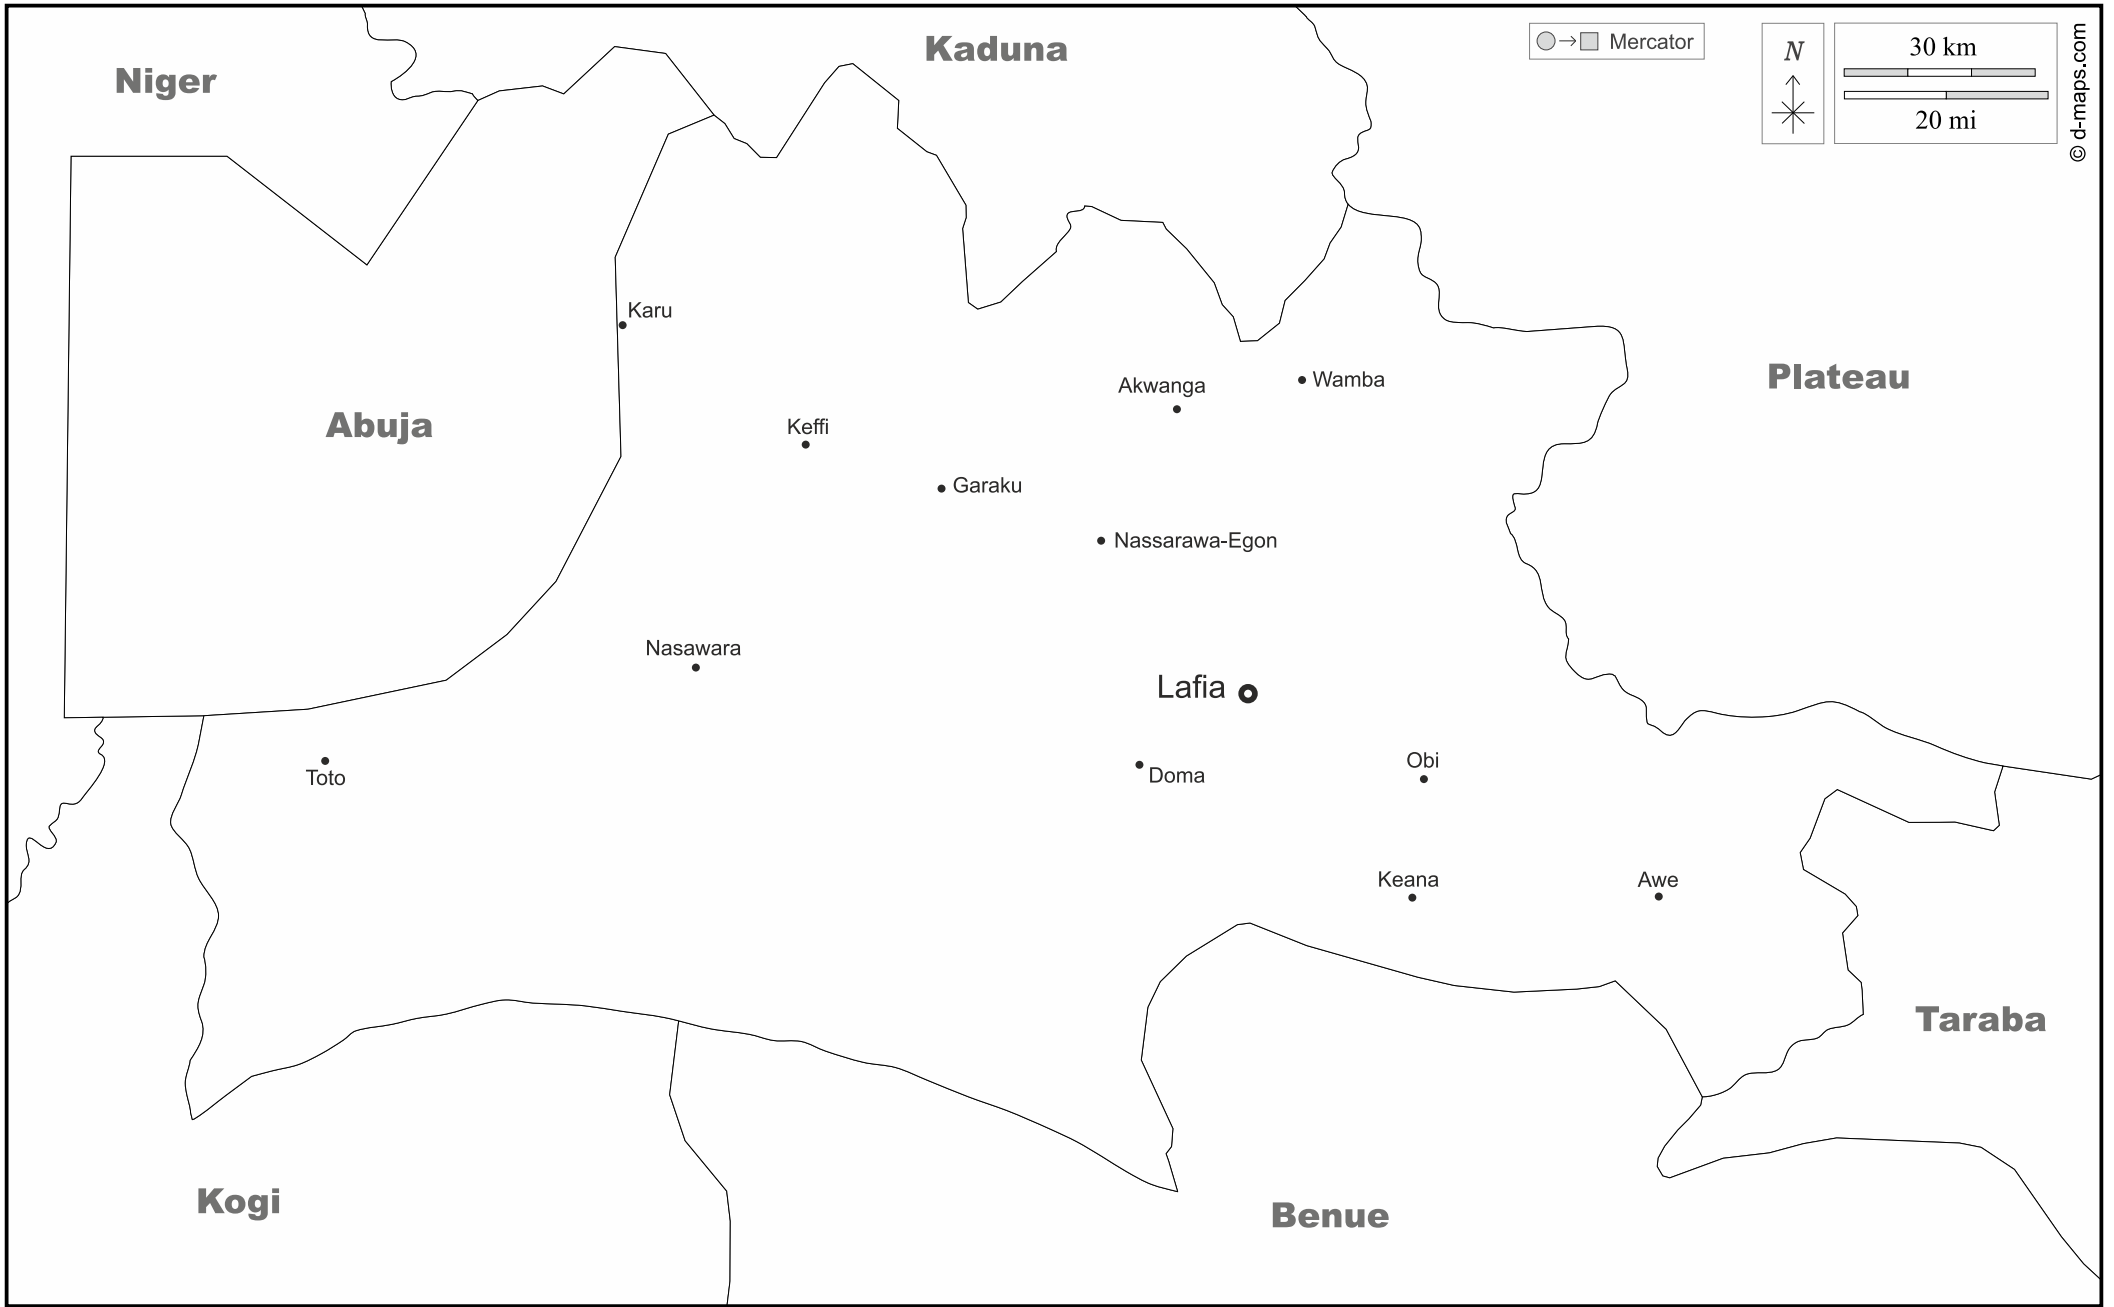 Niger
Kaduna
Mercator
N
30 km
20 mi
© d-maps.com
Karu
Plateau
Akwanga
Wamba
Abuja
Keffi
Garaku
Nassarawa-Egon
Nasawara
Lafia
Toto
Doma
Obi
Keana
Awe
Taraba
Kogi
Benue